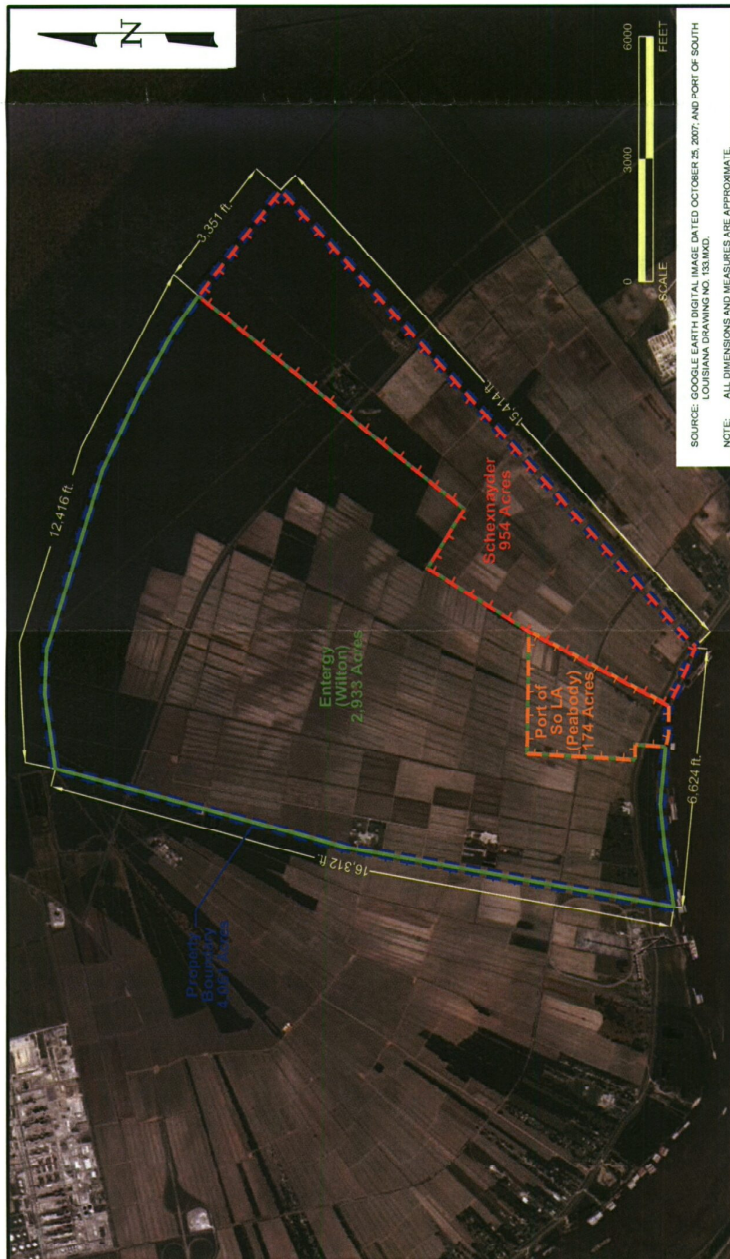 N
3,351 ft.
12,416 ft.
15,414 ft.
Schexnayder
954 Acres
Entergy
(Wilton)
2,933 Acres
Port of
So LA
(Peabody)
174 Acres
6,624 ft.
16,312 ft.
Property
Boundary
Acres
0
3000
6000
SCALE
FEET
SOURCE: GOOGLE EARTH DIGITAL IMAGE DATED OCTOBER 25, 2007; AND PORT OF SOUTH
LOUISIANA DRAWING NO. 133.MXD.
NOTE: ALL DIMENSIONS AND MEASURES ARE APPROXIMATE.